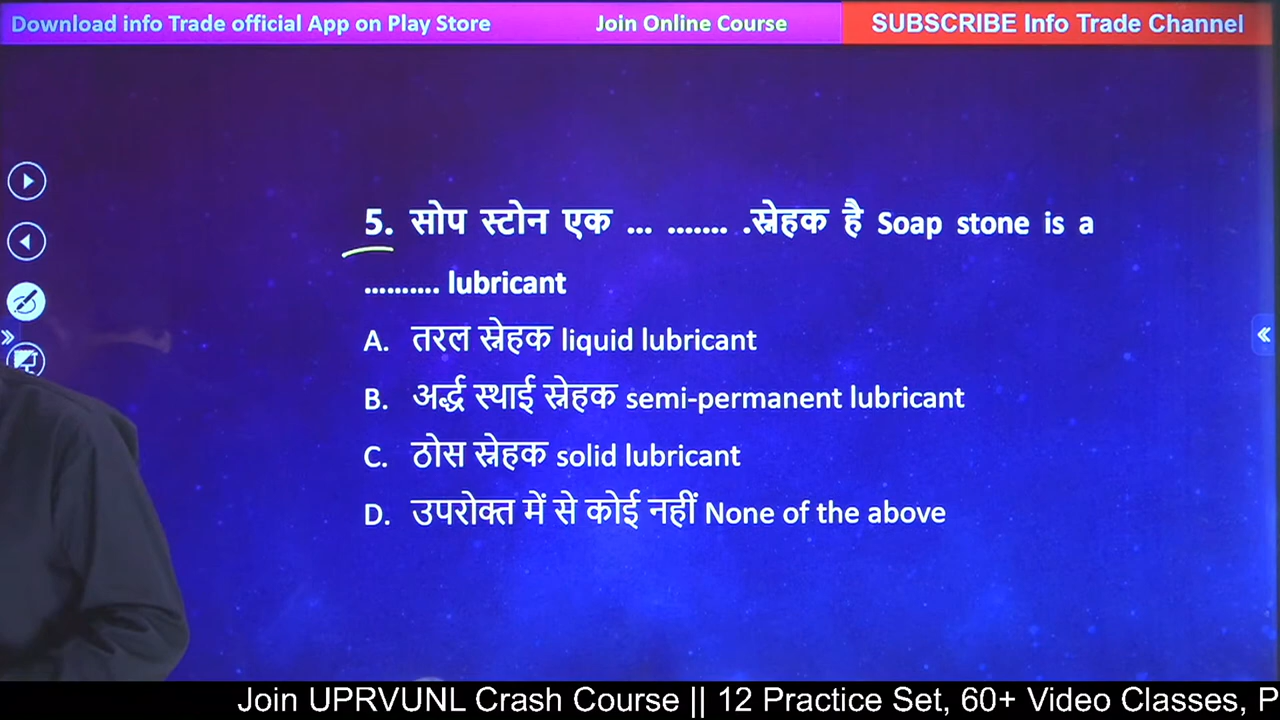 Download info Trade official App on Play Store
Join Online Course
SUBSCRIBE Info Trade Channel
5. सोप स्टोन एक ... ....... .स्नेहक है Soap stone is a
.......... lubricant
A. तरल स्नेहक liquid lubricant
B. अर्द्ध स्थाई स्नेहक semi-permanent lubricant
C. ठोस स्नेहक solid lubricant
D. उपरोक्त में से कोई नहीं None of the above
Join UPRVUNL Crash Course || 12 Practice Set, 60+ Video Classes, P